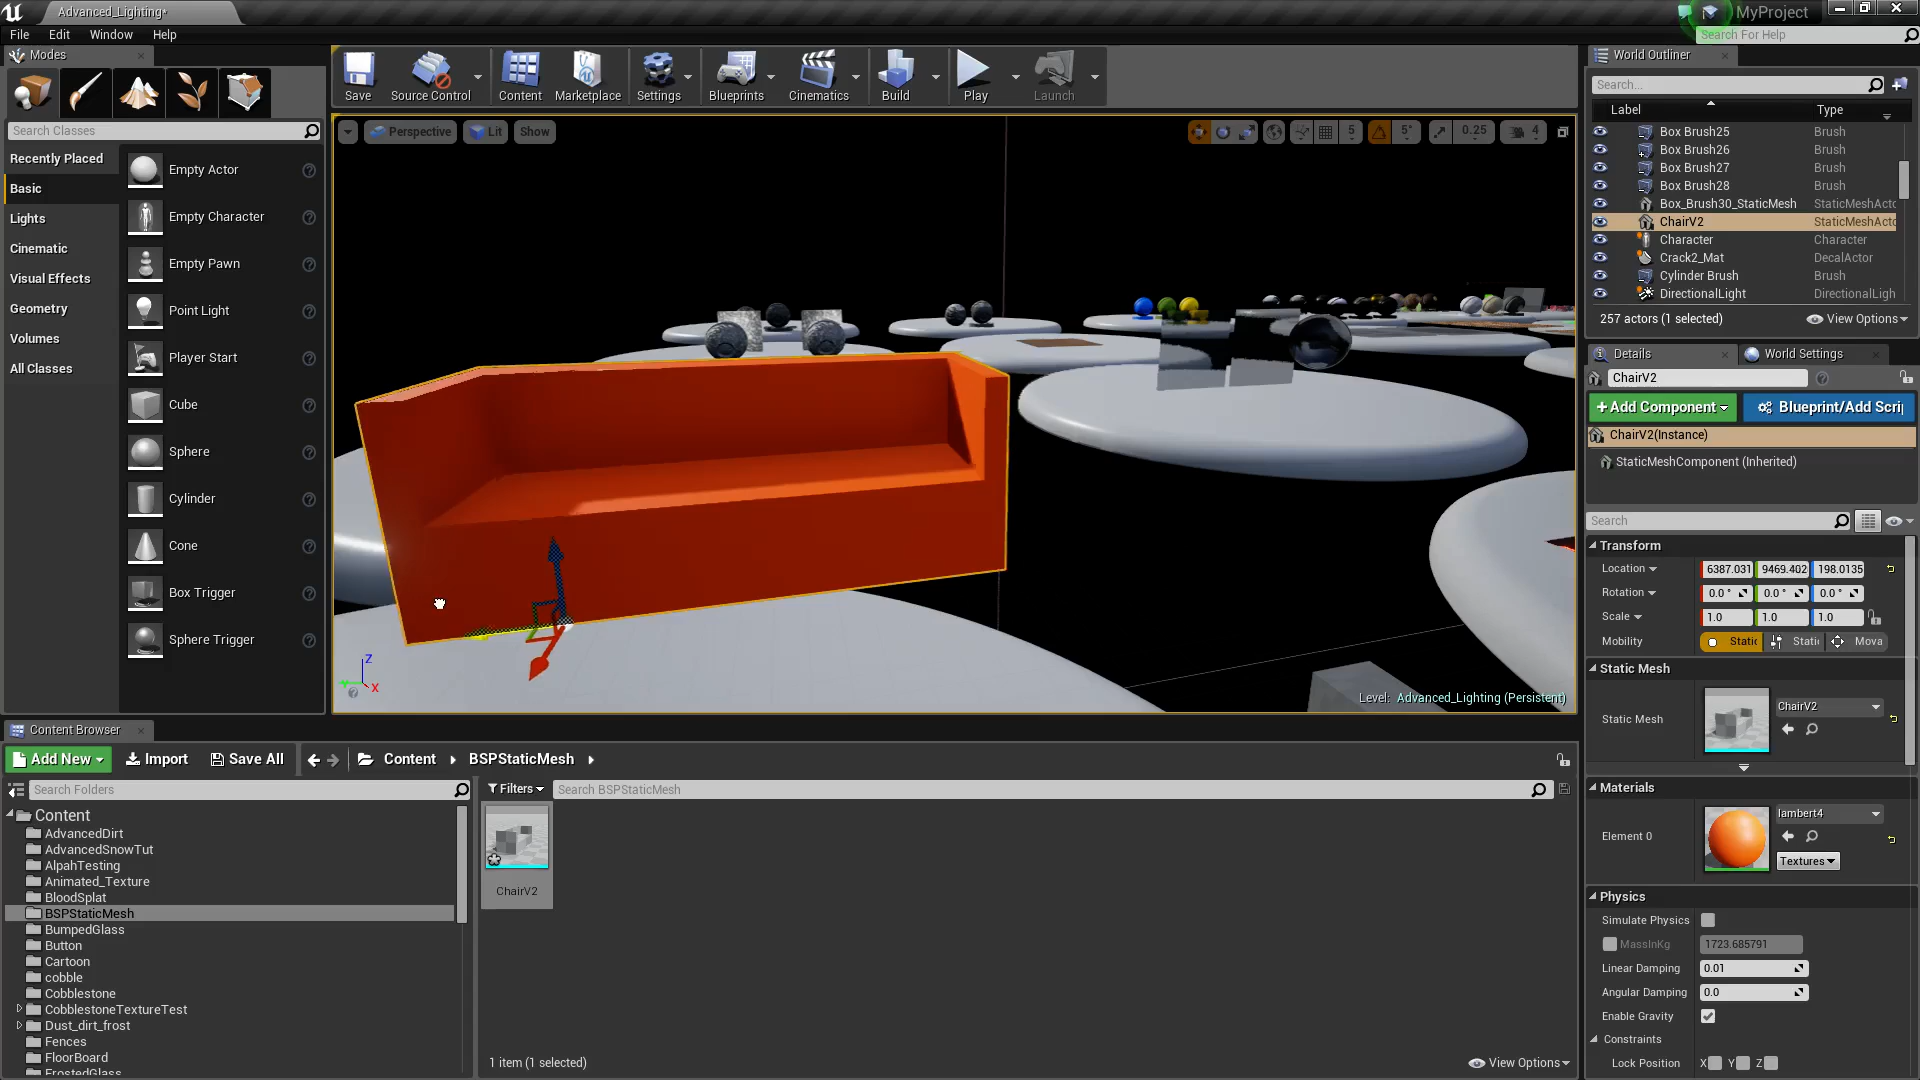 Advanced_Lighting*
MyProject
File Edit Window Help
Search For Help
Modes
Search Classes
Recently Placed
Basic
Lights
Cinematic
Visual Effects
Geometry
Volumes
All Classes
Empty Actor
Empty Character
Empty Pawn
Point Light
Player Start
Cube
Sphere
Cylinder
Cone
Box Trigger
Sphere Trigger
Save
Source Control
Content
Marketplace
Settings
Blueprints
Cinematics
Build
Play
Launch
Perspective Lit Show
5 5° 0.25 4
Z
Y X
Level: Advanced_Lighting (Persistent)
World Outliner
Search...
Label Type
Box Brush25 Brush
Box Brush26 Brush
Box Brush27 Brush
Box Brush28 Brush
Box_Brush30_StaticMesh StaticMeshActo
ChairV2 StaticMeshActo
Character Character
Crack2_Mat DecalActor
Cylinder Brush Brush
DirectionalLight DirectionalLigh
257 actors (1 selected) View Options
Details World Settings
ChairV2
+Add Component Blueprint/Add Scri
ChairV2(Instance)
StaticMeshComponent (Inherited)
Search
Transform
Location 6387.031 9469.402 198.0135
Rotation 0.0° 0.0° 0.0°
Scale 1.0 1.0 1.0
Mobility Static Static Mova
Static Mesh
Static Mesh ChairV2
Materials
Element 0 lambert4
Textures
Physics
Simulate Physics
MassInKg 1723.685791
Linear Damping 0.01
Angular Damping 0.0
Enable Gravity
Constraints
Lock Position X Y Z
Content Browser
Add New Import Save All Content BSPStaticMesh
Search Folders
Content
AdvancedDirt
AdvancedSnowTut
AlpahTesting
Animated_Texture
BloodSplat
BSPStaticMesh
BumpedGlass
Button
Cartoon
cobble
Cobblestone
CobblestoneTextureTest
Dust_dirt_frost
Fences
FloorBoard
FrostedGlass
Filters Search BSPStaticMesh
ChairV2
1 item (1 selected) View Options